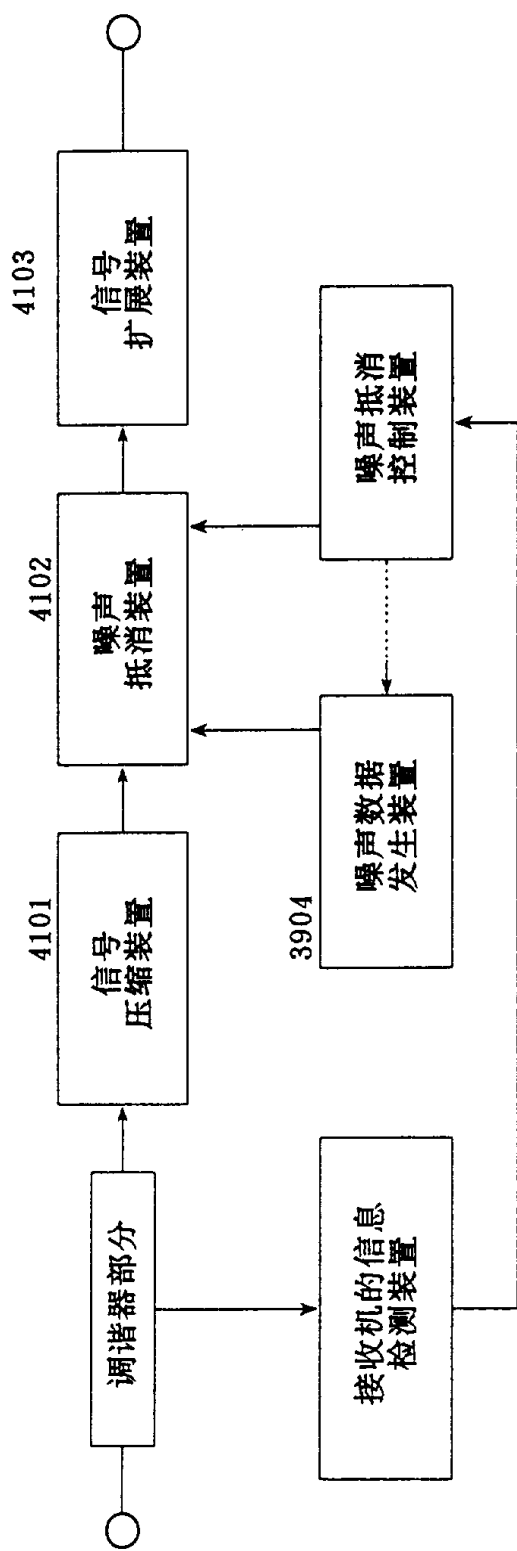 调谐器部分
4101
信号
压缩装置
4102
噪声
抵消装置
4103
信号
扩展装置
接收机的信息
检测装置
3904
噪声数据
发生装置
噪声抵消
控制装置